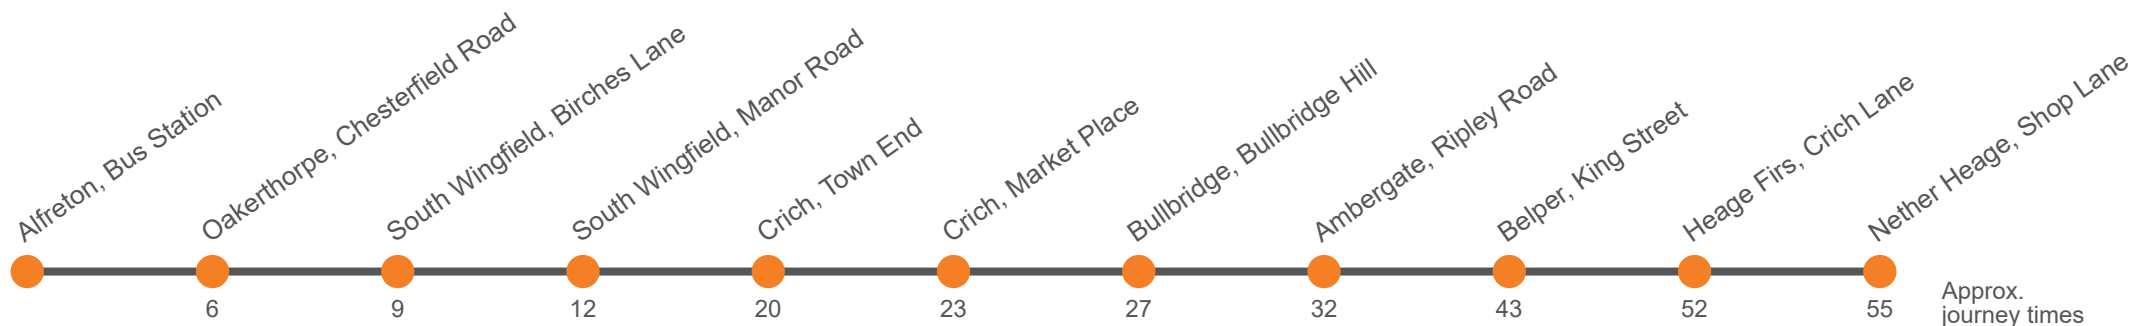 Alfreton, Bus Station
Oakerthorpe, Chesterfield Road
South Wingfield, Birches Lane
South Wingfield, Manor Road
Crich, Town End
Crich, Market Place
Bullbridge, Bullbridge Hill
Ambergate, Ripley Road
Belper, King Street
Heage Firs, Crich Lane
Nether Heage, Shop Lane
6
9
12
20
23
27
32
43
52
55
Approx.
journey times